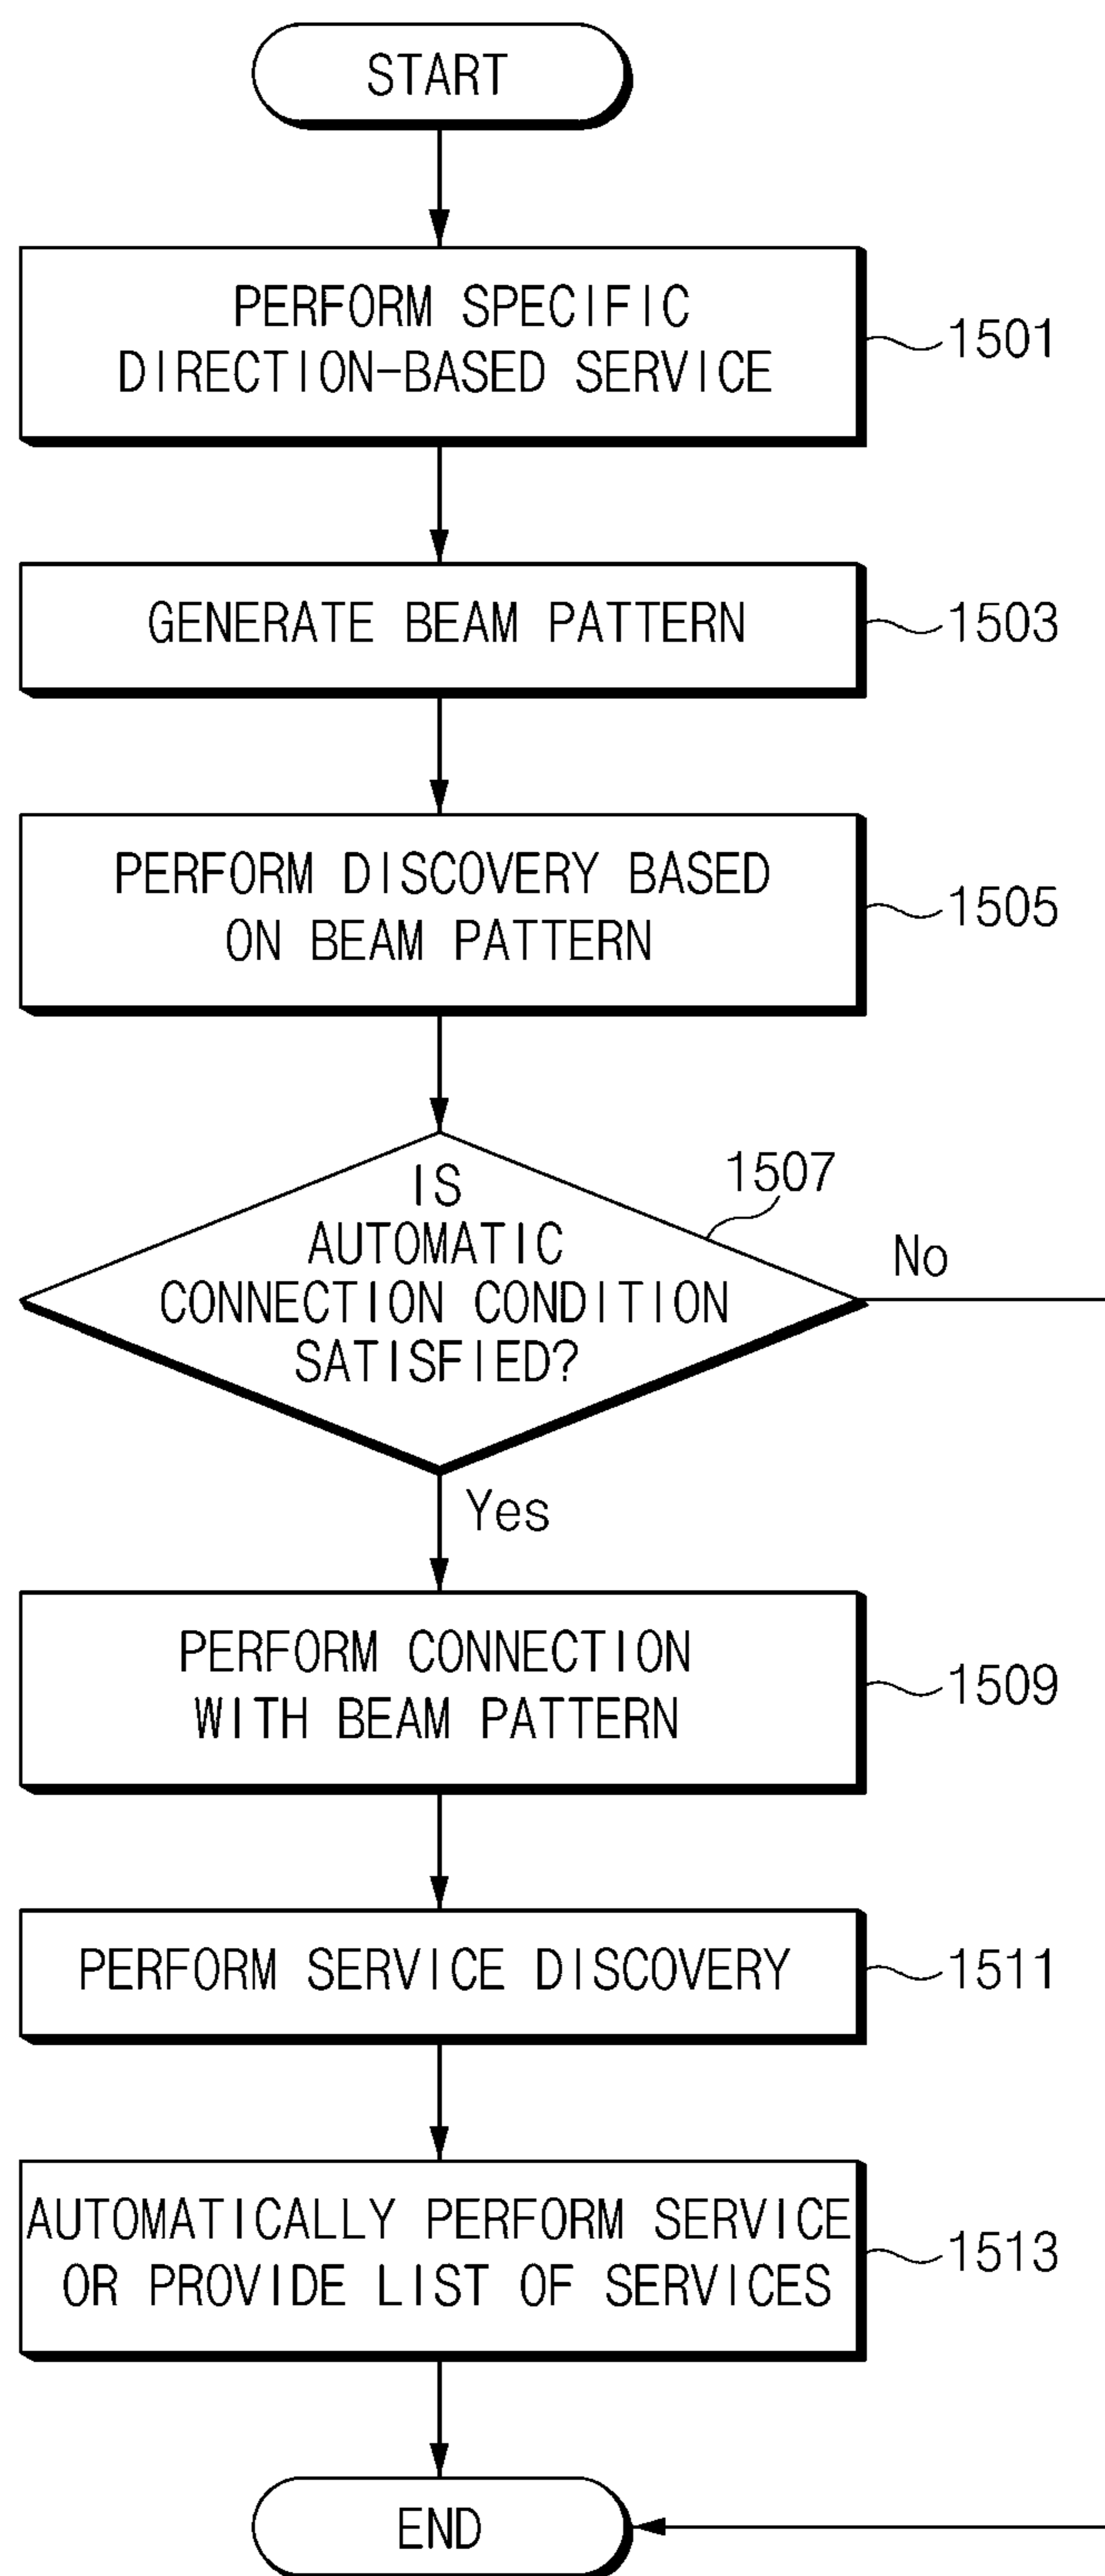 START
PERFORM SPECIFIC
DIRECTION-BASED SERVICE
1501
GENERATE BEAM PATTERN
1503
PERFORM DISCOVERY BASED
ON BEAM PATTERN
1505
IS
AUTOMATIC
CONNECTION CONDITION
SATISFIED?
1507
No
Yes
PERFORM CONNECTION
WITH BEAM PATTERN
1509
PERFORM SERVICE DISCOVERY
1511
AUTOMATICALLY PERFORM SERVICE
OR PROVIDE LIST OF SERVICES
1513
END